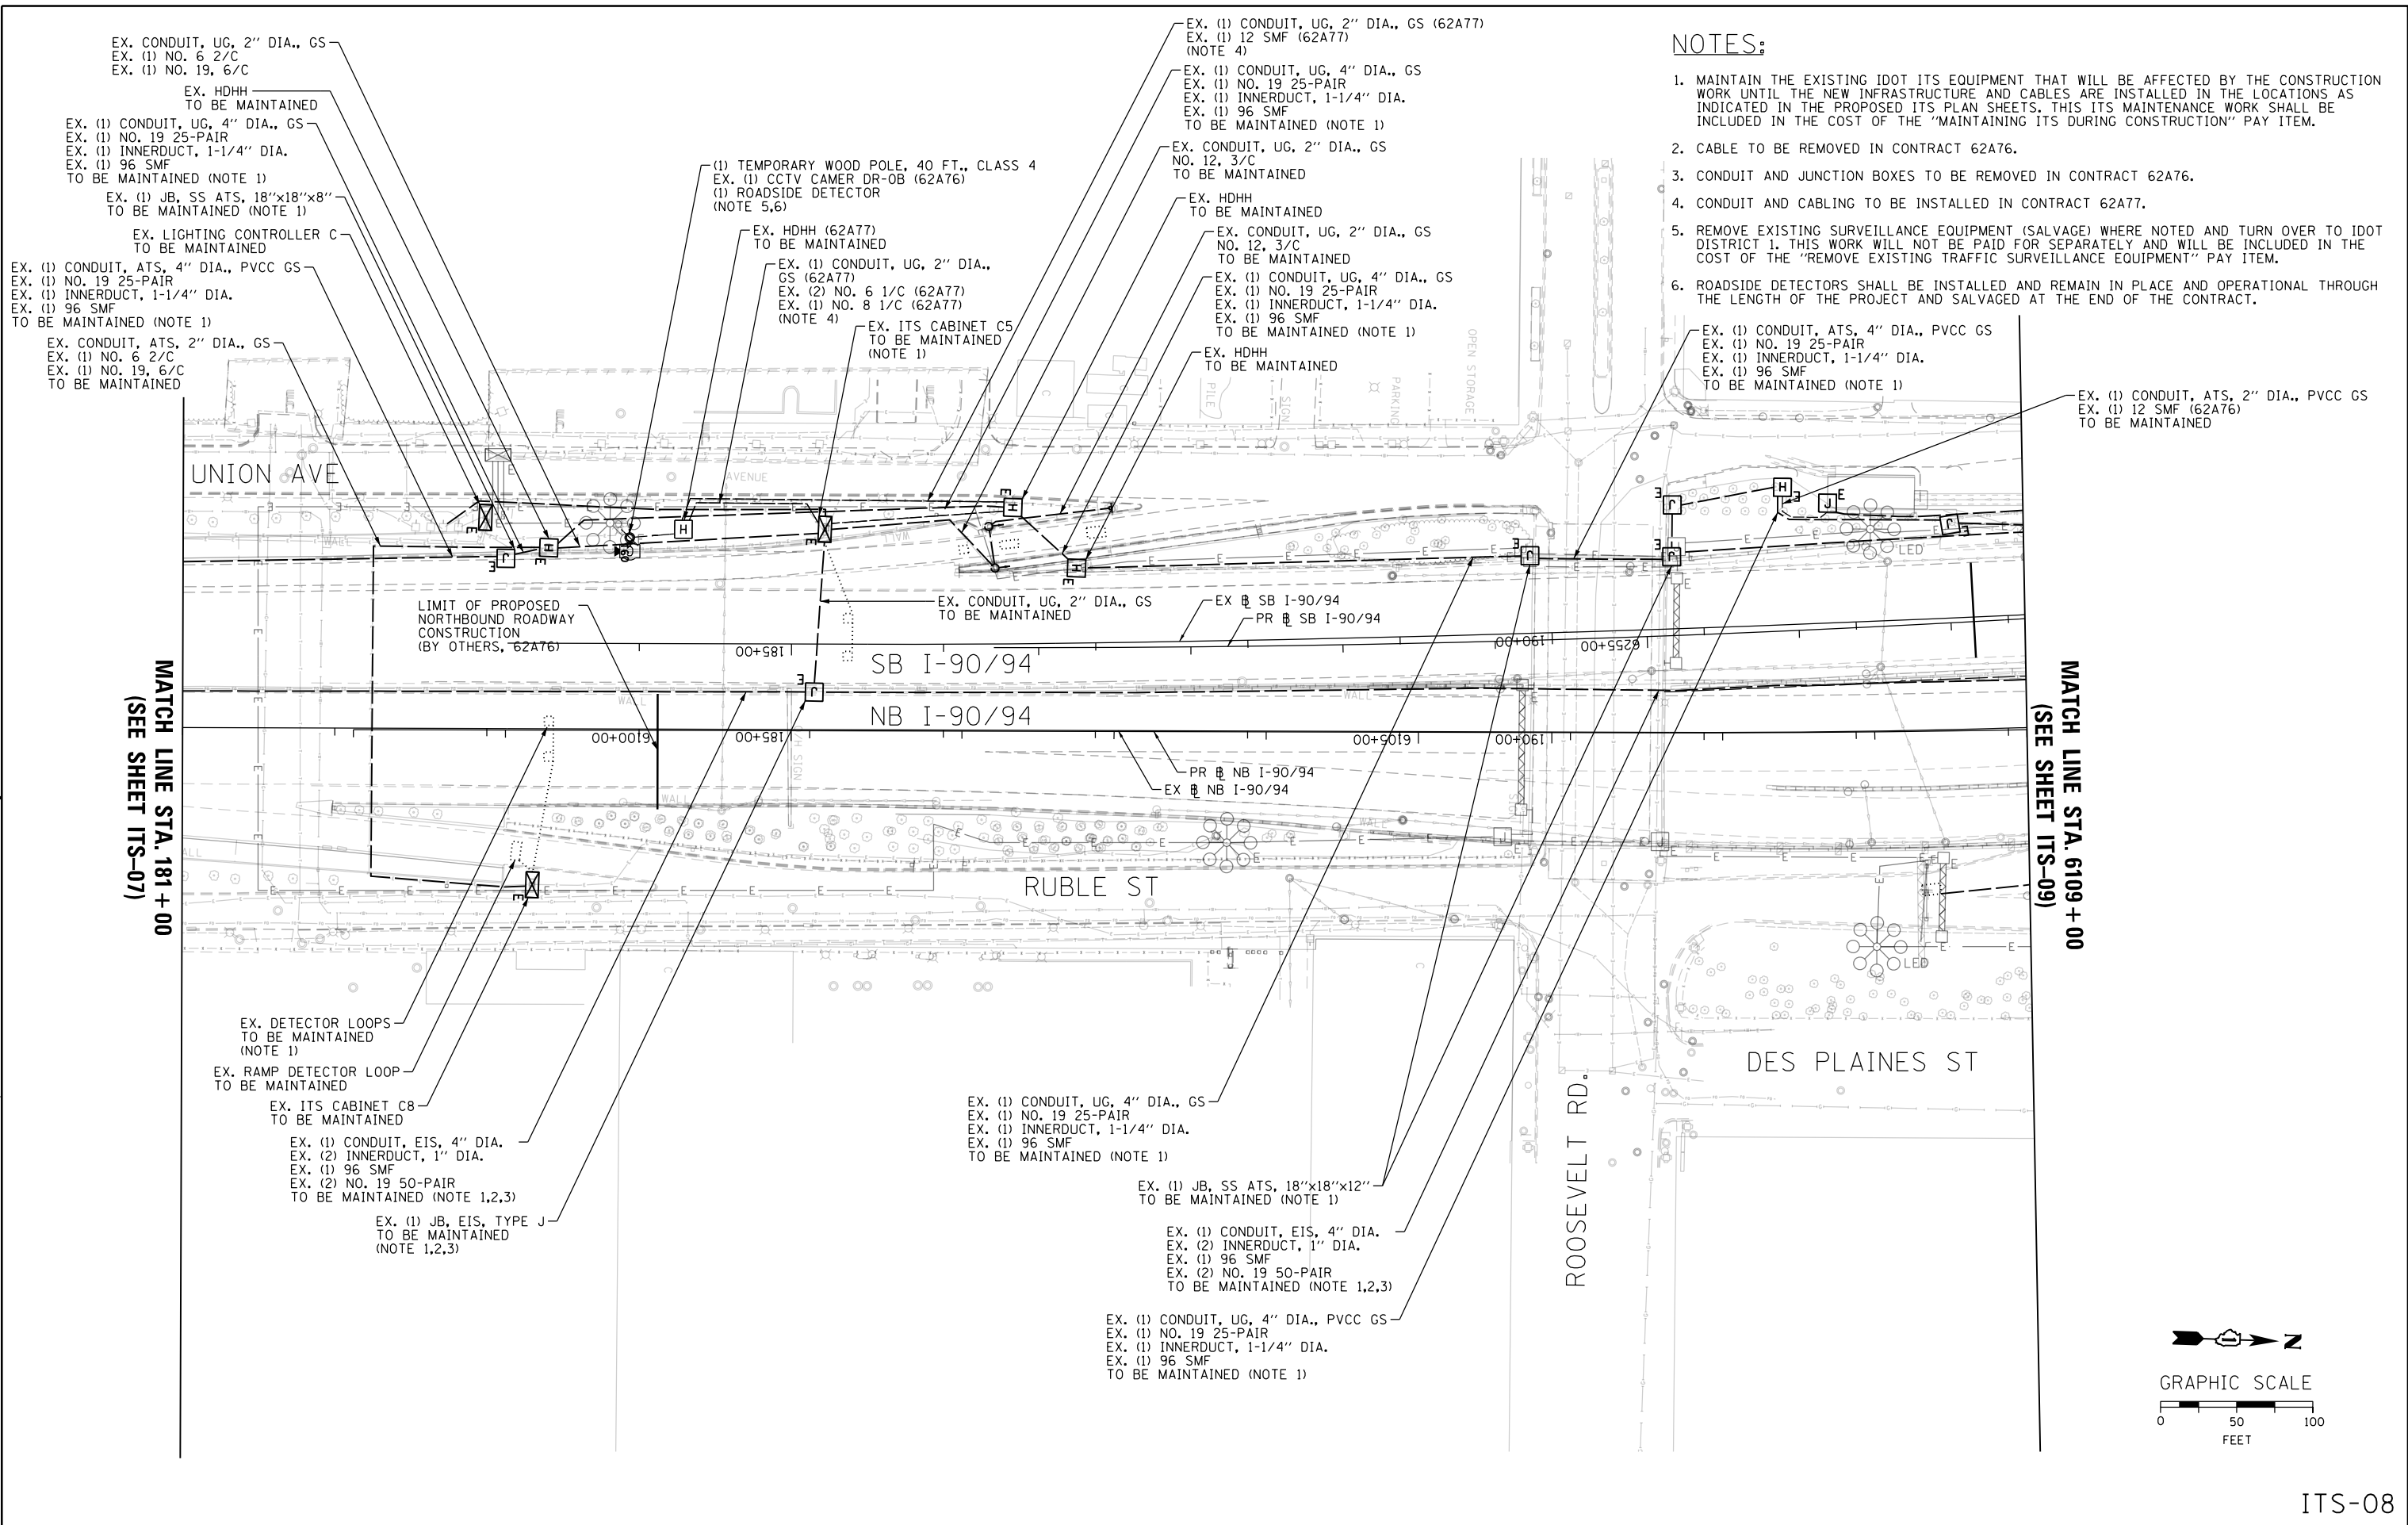 EX. CONDUIT, UG, 2'' DIA., GS
EX. (1) NO. 6 2/C
EX. (1) NO. 19, 6/C
EX. HDHH
TO BE MAINTAINED
EX. (1) CONDUIT, UG, 4'' DIA., GS
EX. (1) NO. 19 25-PAIR
EX. (1) INNERDUCT, 1-1/4'' DIA.
EX. (1) 96 SMF
TO BE MAINTAINED (NOTE 1)
EX. (1) JB, SS ATS, 18''x18''x8''
TO BE MAINTAINED (NOTE 1)
EX. LIGHTING CONTROLLER C
TO BE MAINTAINED
EX. (1) CONDUIT, ATS, 4'' DIA., PVCC GS
EX. (1) NO. 19 25-PAIR
EX. (1) INNERDUCT, 1-1/4'' DIA.
EX. (1) 96 SMF
TO BE MAINTAINED (NOTE 1)
EX. CONDUIT, ATS, 2'' DIA., GS
EX. (1) NO. 6 2/C
EX. (1) NO. 19, 6/C
TO BE MAINTAINED
(1) TEMPORARY WOOD POLE, 40 FT., CLASS 4
EX. (1) CCTV CAMER DR-OB (62A76)
(1) ROADSIDE DETECTOR
(NOTE 5,6)
EX. HDHH (62A77)
TO BE MAINTAINED
EX. (1) CONDUIT, UG, 2'' DIA.,
GS (62A77)
EX. (2) NO. 6 1/C (62A77)
EX. (1) NO. 8 1/C (62A77)
(NOTE 4)
EX. ITS CABINET C5
TO BE MAINTAINED
(NOTE 1)
EX. (1) CONDUIT, UG, 2'' DIA., GS (62A77)
EX. (1) 12 SMF (62A77)
(NOTE 4)
EX. (1) CONDUIT, UG, 4'' DIA., GS
EX. (1) NO. 19 25-PAIR
EX. (1) INNERDUCT, 1-1/4'' DIA.
EX. (1) 96 SMF
TO BE MAINTAINED (NOTE 1)
EX. CONDUIT, UG, 2'' DIA., GS
NO. 12, 3/C
TO BE MAINTAINED
EX. HDHH
TO BE MAINTAINED
EX. CONDUIT, UG, 2'' DIA., GS
NO. 12, 3/C
TO BE MAINTAINED
EX. (1) CONDUIT, UG, 4'' DIA., GS
EX. (1) NO. 19 25-PAIR
EX. (1) INNERDUCT, 1-1/4'' DIA.
EX. (1) 96 SMF
TO BE MAINTAINED (NOTE 1)
EX. HDHH
TO BE MAINTAINED
NOTES:
1. MAINTAIN THE EXISTING IDOT ITS EQUIPMENT THAT WILL BE AFFECTED BY THE CONSTRUCTION
WORK UNTIL THE NEW INFRASTRUCTURE AND CABLES ARE INSTALLED IN THE LOCATIONS AS
INDICATED IN THE PROPOSED ITS PLAN SHEETS. THIS ITS MAINTENANCE WORK SHALL BE
INCLUDED IN THE COST OF THE "MAINTAINING ITS DURING CONSTRUCTION" PAY ITEM.
2. CABLE TO BE REMOVED IN CONTRACT 62A76.
3. CONDUIT AND JUNCTION BOXES TO BE REMOVED IN CONTRACT 62A76.
4. CONDUIT AND CABLING TO BE INSTALLED IN CONTRACT 62A77.
5. REMOVE EXISTING SURVEILLANCE EQUIPMENT (SALVAGE) WHERE NOTED AND TURN OVER TO IDOT
DISTRICT 1. THIS WORK WILL NOT BE PAID FOR SEPARATELY AND WILL BE INCLUDED IN THE
COST OF THE "REMOVE EXISTING TRAFFIC SURVEILLANCE EQUIPMENT" PAY ITEM.
6. ROADSIDE DETECTORS SHALL BE INSTALLED AND REMAIN IN PLACE AND OPERATIONAL THROUGH
THE LENGTH OF THE PROJECT AND SALVAGED AT THE END OF THE CONTRACT.
EX. (1) CONDUIT, ATS, 4'' DIA., PVCC GS
EX. (1) NO. 19 25-PAIR
EX. (1) INNERDUCT, 1-1/4'' DIA.
EX. (1) 96 SMF
TO BE MAINTAINED (NOTE 1)
EX. (1) CONDUIT, ATS, 2'' DIA., PVCC GS
EX. (1) 12 SMF (62A76)
TO BE MAINTAINED
OPEN STORAGE
PARKING
SIGN
PILE
UNION AVE
AVENUE
WALL
LED
LIMIT OF PROPOSED
NORTHBOUND ROADWAY
CONSTRUCTION
(BY OTHERS, 62A76)
EX. CONDUIT, UG, 2'' DIA., GS
TO BE MAINTAINED
EX ℄ SB I-90/94
PR ℄ SB I-90/94
185+00
190+00
6255+00
SB I-90/94
WALL
NB I-90/94
6100+00
185+00
6105+00
190+00
O/H SIGN
PR ℄ NB I-90/94
EX ℄ NB I-90/94
WALL
RUBLE ST
LED
MATCH LINE STA. 181+00
(SEE SHEET ITS-07)
MATCH LINE STA. 6109+00
(SEE SHEET ITS-09)
EX. DETECTOR LOOPS
TO BE MAINTAINED
(NOTE 1)
EX. RAMP DETECTOR LOOP
TO BE MAINTAINED
EX. ITS CABINET C8
TO BE MAINTAINED
EX. (1) CONDUIT, EIS, 4'' DIA.
EX. (2) INNERDUCT, 1'' DIA.
EX. (1) 96 SMF
EX. (2) NO. 19 50-PAIR
TO BE MAINTAINED (NOTE 1,2,3)
EX. (1) JB, EIS, TYPE J
TO BE MAINTAINED
(NOTE 1,2,3)
EX. (1) CONDUIT, UG, 4'' DIA., GS
EX. (1) NO. 19 25-PAIR
EX. (1) INNERDUCT, 1-1/4'' DIA.
EX. (1) 96 SMF
TO BE MAINTAINED (NOTE 1)
EX. (1) JB, SS ATS, 18''x18''x12''
TO BE MAINTAINED (NOTE 1)
EX. (1) CONDUIT, EIS, 4'' DIA.
EX. (2) INNERDUCT, 1'' DIA.
EX. (1) 96 SMF
EX. (2) NO. 19 50-PAIR
TO BE MAINTAINED (NOTE 1,2,3)
EX. (1) CONDUIT, UG, 4'' DIA., PVCC GS
EX. (1) NO. 19 25-PAIR
EX. (1) INNERDUCT, 1-1/4'' DIA.
EX. (1) 96 SMF
TO BE MAINTAINED (NOTE 1)
ROOSEVELT RD.
DES PLAINES ST
N
GRAPHIC SCALE
0 50 100
FEET
ITS-08